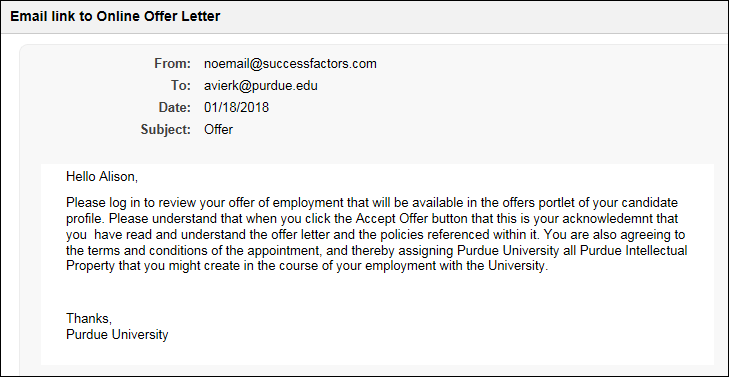 Email link to Online Offer Letter
From: noemail@successfactors.com
To: avierk@purdue.edu
Date: 01/18/2018
Subject: Offer
Hello Alison,
Please log in to review your offer of employment that will be available in the offers portlet of your candidate
profile. Please understand that when you click the Accept Offer button that this is your acknowledemnt that
you  have read and understand the offer letter and the policies referenced within it. You are also agreeing to
the terms and conditions of the appointment, and thereby assigning Purdue University all Purdue Intellectual
Property that you might create in the course of your employment with the University.
Thanks,
Purdue University